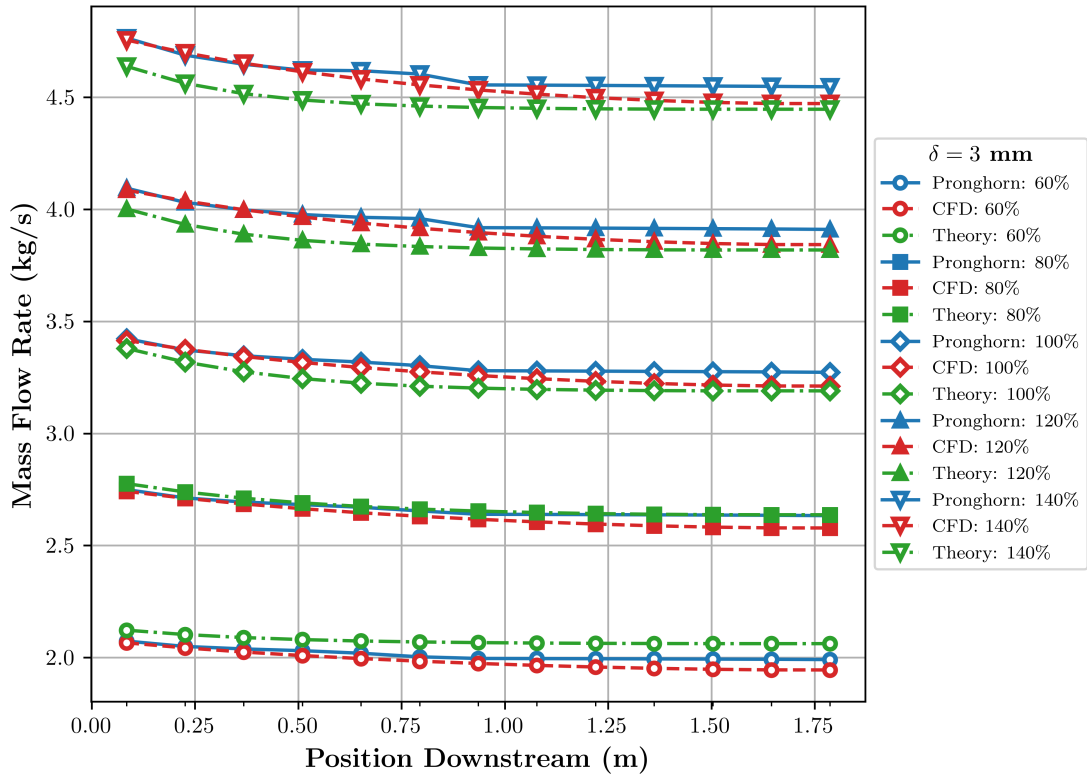 4.5
4.0
3.5
3.0
2.5
2.0
Mass Flow Rate (kg/s)
0.00 0.25 0.50 0.75 1.00 1.25 1.50 1.75
Position Downstream (m)
δ = 3 mm
Pronghorn: 60%
CFD: 60%
Theory: 60%
Pronghorn: 80%
CFD: 80%
Theory: 80%
Pronghorn: 100%
CFD: 100%
Theory: 100%
Pronghorn: 120%
CFD: 120%
Theory: 120%
Pronghorn: 140%
CFD: 140%
Theory: 140%